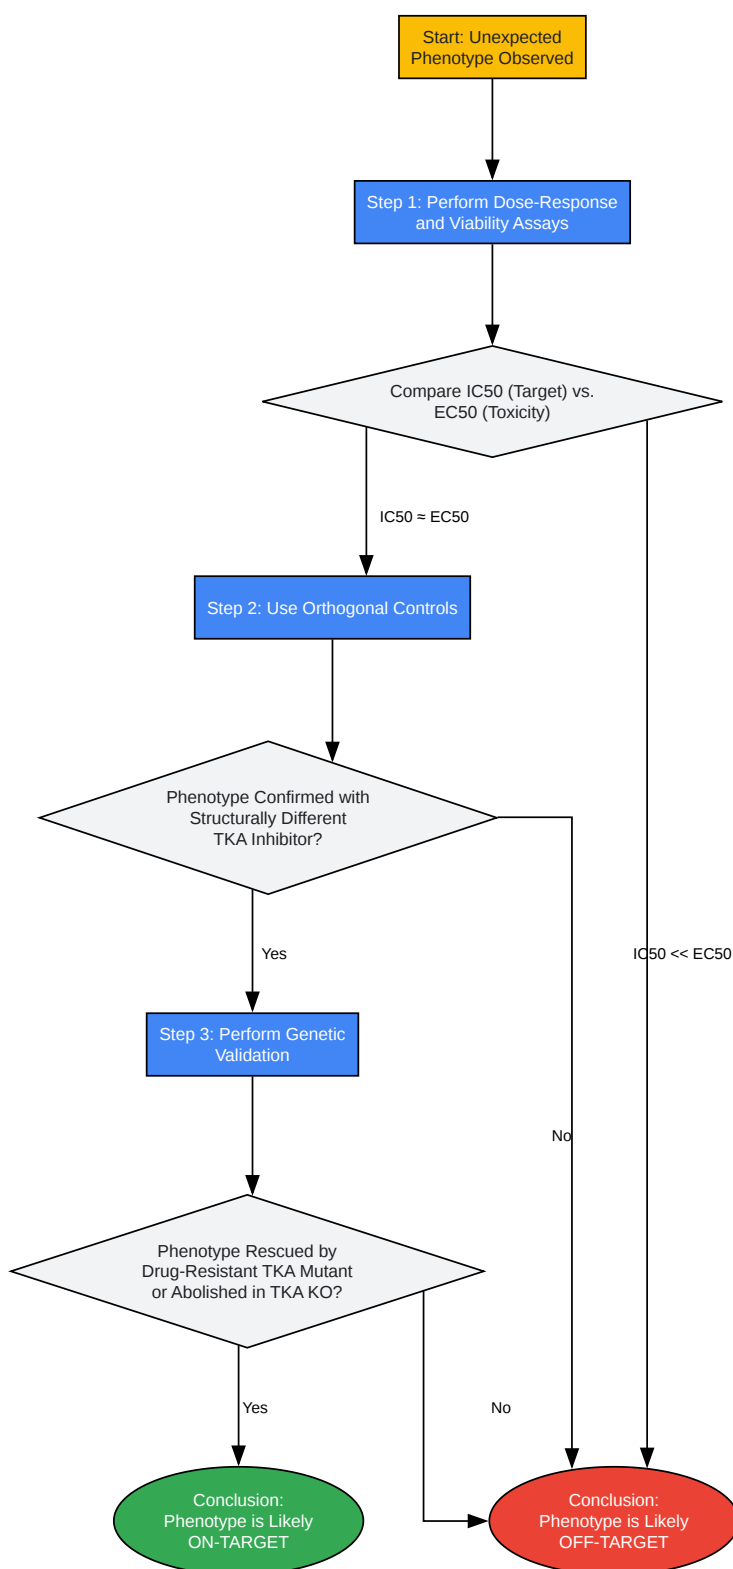 Start: Unexpected
Phenotype Observed
Step 1: Perform Dose-Response
and Viability Assays
Compare IC50 (Target) vs.
EC50 (Toxicity)
IC50 ≈ EC50
Step 2: Use Orthogonal Controls
Phenotype Confirmed with
Structurally Different
TKA Inhibitor?
Yes
IC50 << EC50
Step 3: Perform Genetic
Validation
No
Phenotype Rescued by
Drug-Resistant TKA Mutant
or Abolished in TKA KO?
Yes
No
Conclusion:
Phenotype is Likely
ON-TARGET
Conclusion:
Phenotype is Likely
OFF-TARGET